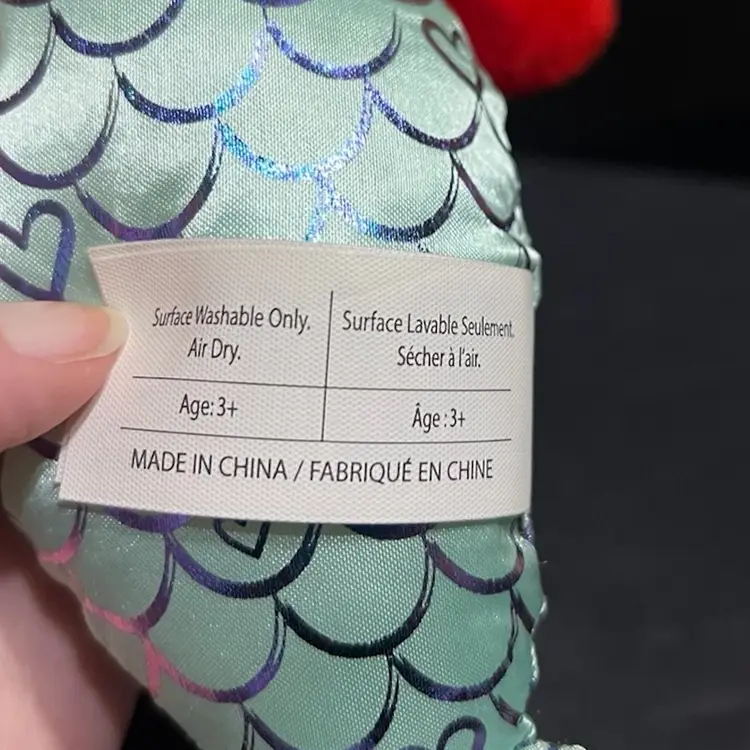 Surface Washable Only.
Air Dry.
Surface Lavable Seulement.
Sécher à l'air.
Age: 3+
Âge : 3+
MADE IN CHINA / FABRIQUÉ EN CHINE